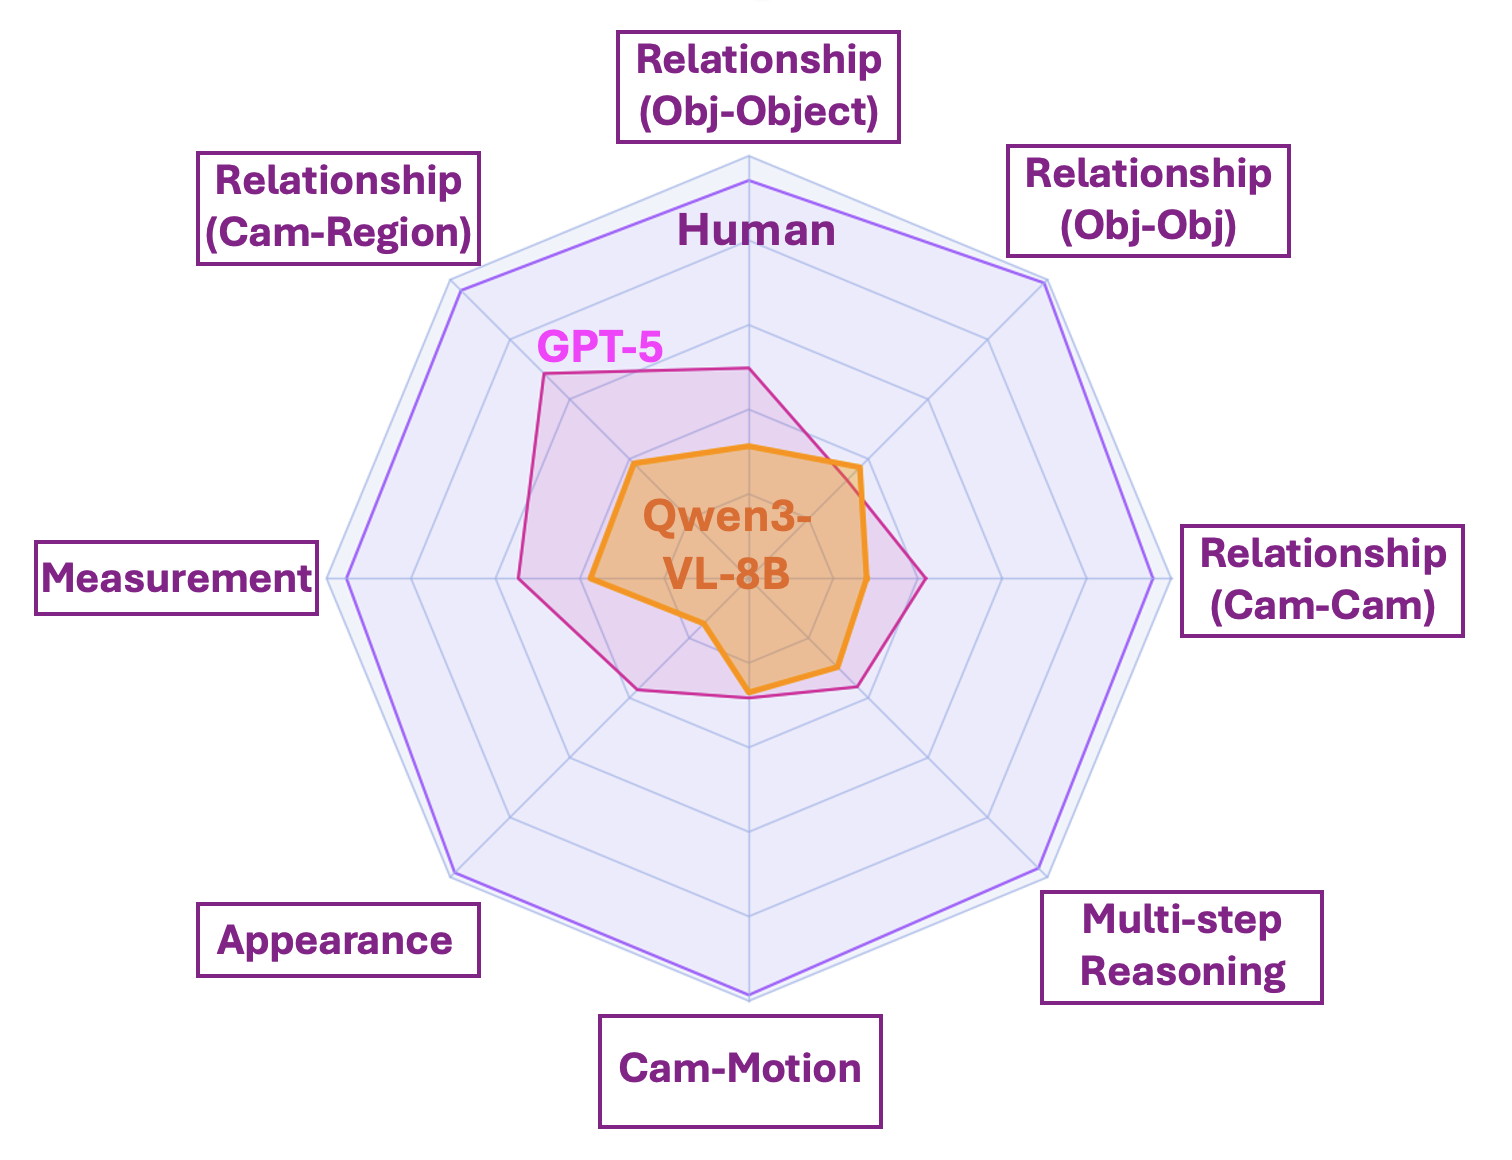 Relationship
(Obj-Object)
Relationship
(Obj-Obj)
Relationship
(Cam-Region)
Human
GPT-5
Qwen3-
VL-8B
Measurement
Relationship
(Cam-Cam)
Appearance
Multi-step
Reasoning
Cam-Motion